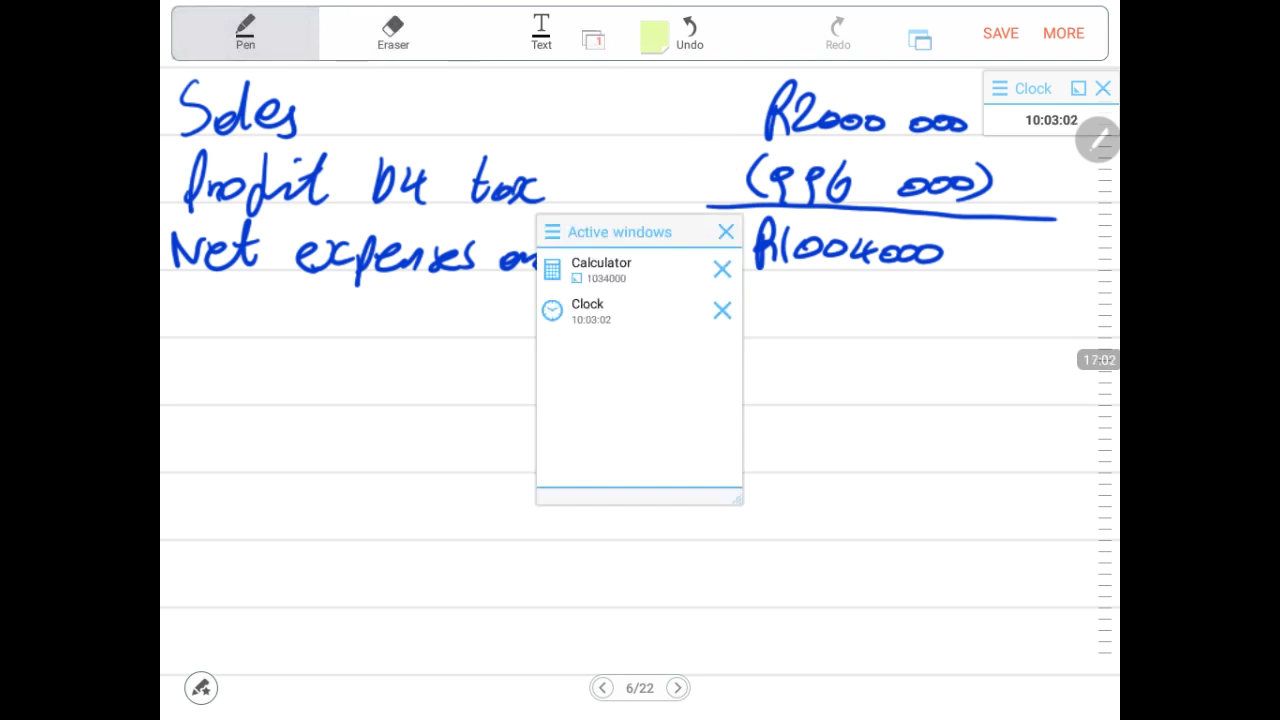 Pen Eraser T Text 1 Undo Redo SAVE MORE
Clock
10:03:02
Sales R2000 000
Profit b4 tax (996 000)
Net expenses R1004000
Active windows
Calculator
1034000
Clock
10:03:02
17:02
6/22